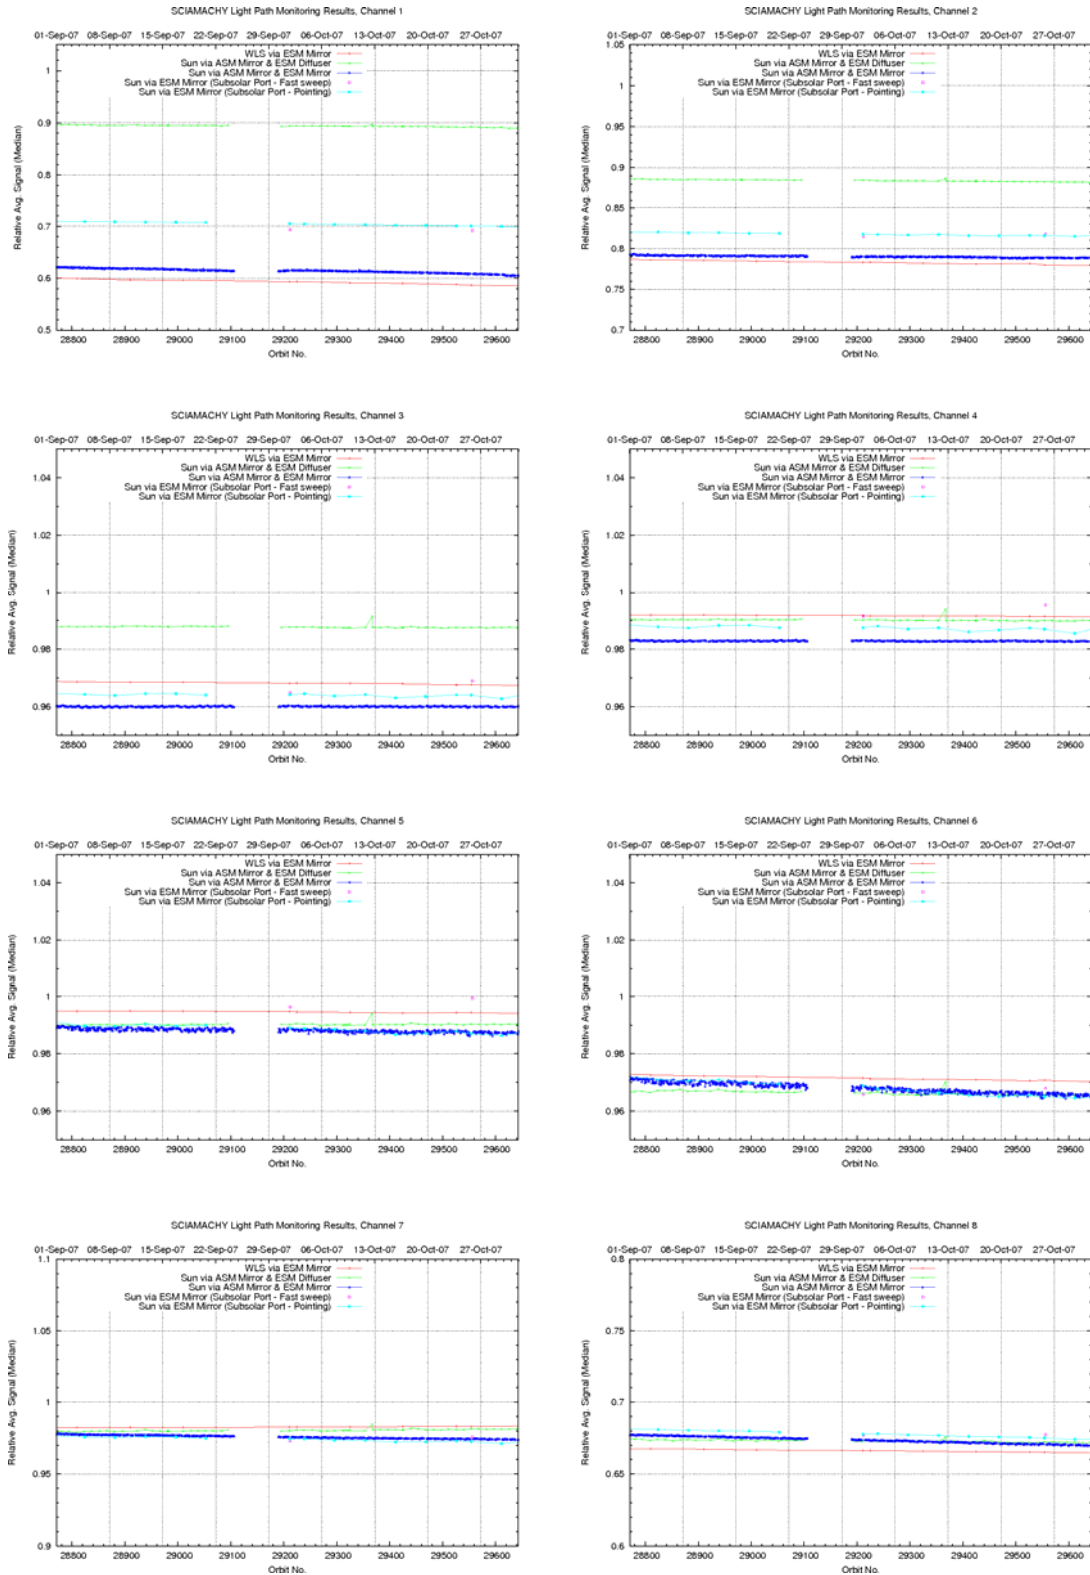 SCIAMACHY Light Path Monitoring Results, Channel 1
01-Sep-07 08-Sep-07 15-Sep-07 22-Sep-07 29-Sep-07 06-Oct-07 13-Oct-07 20-Oct-07 27-Oct-07
WLS via ESM Mirror
Sun via ASM Mirror & ESM Diffuser
Sun via ASM Mirror & ESM Mirror
Sun via ESM Mirror (Subsolar Port - Fast sweep)
Sun via ESM Mirror (Subsolar Port - Pointing)
Relative Avg. Signal (Median)
1
0.9
0.8
0.7
0.6
0.5
28800 28900 29000 29100 29200 29300 29400 29500 29600
Orbit No.
SCIAMACHY Light Path Monitoring Results, Channel 2
01-Sep-07 08-Sep-07 15-Sep-07 22-Sep-07 29-Sep-07 06-Oct-07 13-Oct-07 20-Oct-07 27-Oct-07
WLS via ESM Mirror
Sun via ASM Mirror & ESM Diffuser
Sun via ASM Mirror & ESM Mirror
Sun via ESM Mirror (Subsolar Port - Fast sweep)
Sun via ESM Mirror (Subsolar Port - Pointing)
Relative Avg. Signal (Median)
1.05
1
0.95
0.9
0.85
0.8
0.75
0.7
28800 28900 29000 29100 29200 29300 29400 29500 29600
Orbit No.
SCIAMACHY Light Path Monitoring Results, Channel 3
01-Sep-07 08-Sep-07 15-Sep-07 22-Sep-07 29-Sep-07 06-Oct-07 13-Oct-07 20-Oct-07 27-Oct-07
WLS via ESM Mirror
Sun via ASM Mirror & ESM Diffuser
Sun via ASM Mirror & ESM Mirror
Sun via ESM Mirror (Subsolar Port - Fast sweep)
Sun via ESM Mirror (Subsolar Port - Pointing)
Relative Avg. Signal (Median)
1.04
1.02
1
0.98
0.96
28800 28900 29000 29100 29200 29300 29400 29500 29600
Orbit No.
SCIAMACHY Light Path Monitoring Results, Channel 4
01-Sep-07 08-Sep-07 15-Sep-07 22-Sep-07 29-Sep-07 06-Oct-07 13-Oct-07 20-Oct-07 27-Oct-07
WLS via ESM Mirror
Sun via ASM Mirror & ESM Diffuser
Sun via ASM Mirror & ESM Mirror
Sun via ESM Mirror (Subsolar Port - Fast sweep)
Sun via ESM Mirror (Subsolar Port - Pointing)
Relative Avg. Signal (Median)
1.04
1.02
1
0.98
0.96
28800 28900 29000 29100 29200 29300 29400 29500 29600
Orbit No.
SCIAMACHY Light Path Monitoring Results, Channel 5
01-Sep-07 08-Sep-07 15-Sep-07 22-Sep-07 29-Sep-07 06-Oct-07 13-Oct-07 20-Oct-07 27-Oct-07
WLS via ESM Mirror
Sun via ASM Mirror & ESM Diffuser
Sun via ASM Mirror & ESM Mirror
Sun via ESM Mirror (Subsolar Port - Fast sweep)
Sun via ESM Mirror (Subsolar Port - Pointing)
Relative Avg. Signal (Median)
1.04
1.02
1
0.98
0.96
28800 28900 29000 29100 29200 29300 29400 29500 29600
Orbit No.
SCIAMACHY Light Path Monitoring Results, Channel 6
01-Sep-07 08-Sep-07 15-Sep-07 22-Sep-07 29-Sep-07 06-Oct-07 13-Oct-07 20-Oct-07 27-Oct-07
WLS via ESM Mirror
Sun via ASM Mirror & ESM Diffuser
Sun via ASM Mirror & ESM Mirror
Sun via ESM Mirror (Subsolar Port - Fast sweep)
Sun via ESM Mirror (Subsolar Port - Pointing)
Relative Avg. Signal (Median)
1.04
1.02
1
0.98
0.96
28800 28900 29000 29100 29200 29300 29400 29500 29600
Orbit No.
SCIAMACHY Light Path Monitoring Results, Channel 7
01-Sep-07 08-Sep-07 15-Sep-07 22-Sep-07 29-Sep-07 06-Oct-07 13-Oct-07 20-Oct-07 27-Oct-07
WLS via ESM Mirror
Sun via ASM Mirror & ESM Diffuser
Sun via ASM Mirror & ESM Mirror
Sun via ESM Mirror (Subsolar Port - Fast sweep)
Sun via ESM Mirror (Subsolar Port - Pointing)
Relative Avg. Signal (Median)
1.1
1.05
1
0.95
0.9
28800 28900 29000 29100 29200 29300 29400 29500 29600
Orbit No.
SCIAMACHY Light Path Monitoring Results, Channel 8
01-Sep-07 08-Sep-07 15-Sep-07 22-Sep-07 29-Sep-07 06-Oct-07 13-Oct-07 20-Oct-07 27-Oct-07
WLS via ESM Mirror
Sun via ASM Mirror & ESM Diffuser
Sun via ASM Mirror & ESM Mirror
Sun via ESM Mirror (Subsolar Port - Fast sweep)
Sun via ESM Mirror (Subsolar Port - Pointing)
Relative Avg. Signal (Median)
0.8
0.75
0.7
0.65
0.6
28800 28900 29000 29100 29200 29300 29400 29500 29600
Orbit No.